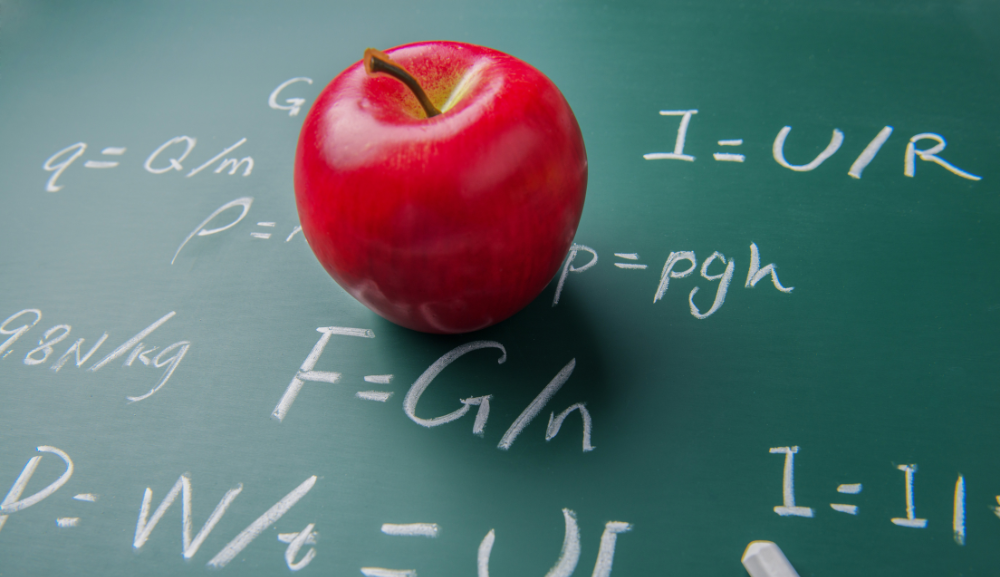 G
q = Q/m
I = U/R
ρ =
p = ρgh
9.8N/kg
F = G/n
P = W/t = U
I = I